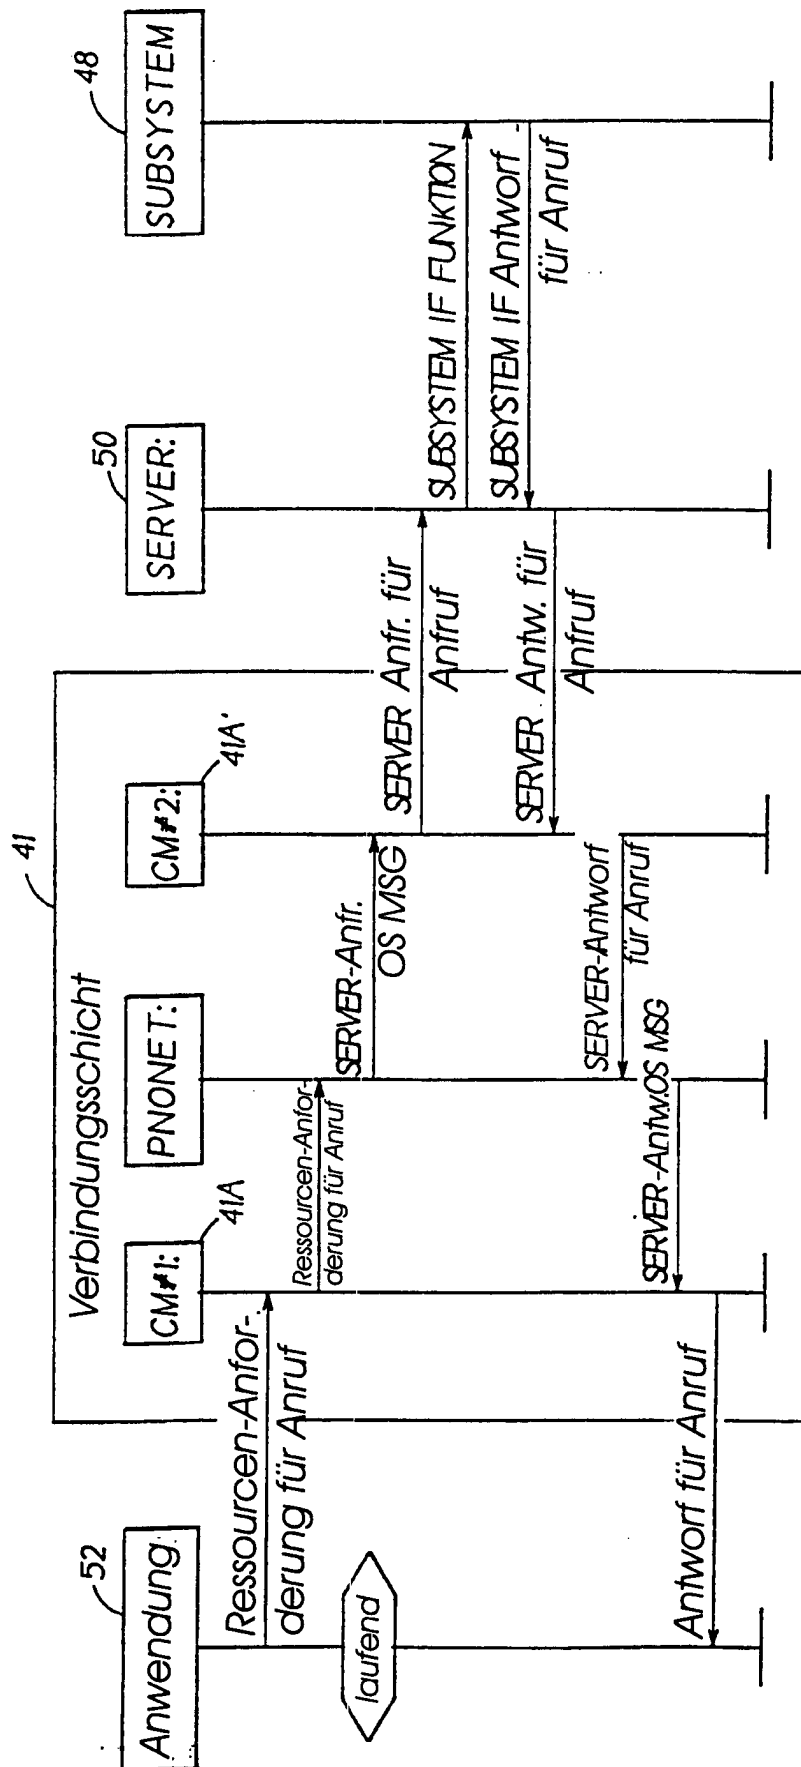 41
Verbindungsschicht
52
Anwendung
CM#1:
41A
PNONET:
CM#2:
41A'
50
SERVER:
48
SUBSYSTEM
Ressourcen-Anfor-
derung für Anruf
laufend
Ressourcen-Anfor-
derung für Anruf
SERVER-Anfr.
OS MSG
SERVER Anfr. für
Anfruf
SUBSYSTEM IF FUNKTION
SUBSYSTEM IF Antworf
für Anruf
SERVER Antw. für
Anfruf
SERVER-Antworf
für Anruf
SERVER-Antw.OS MSG
Antworf für Anruf